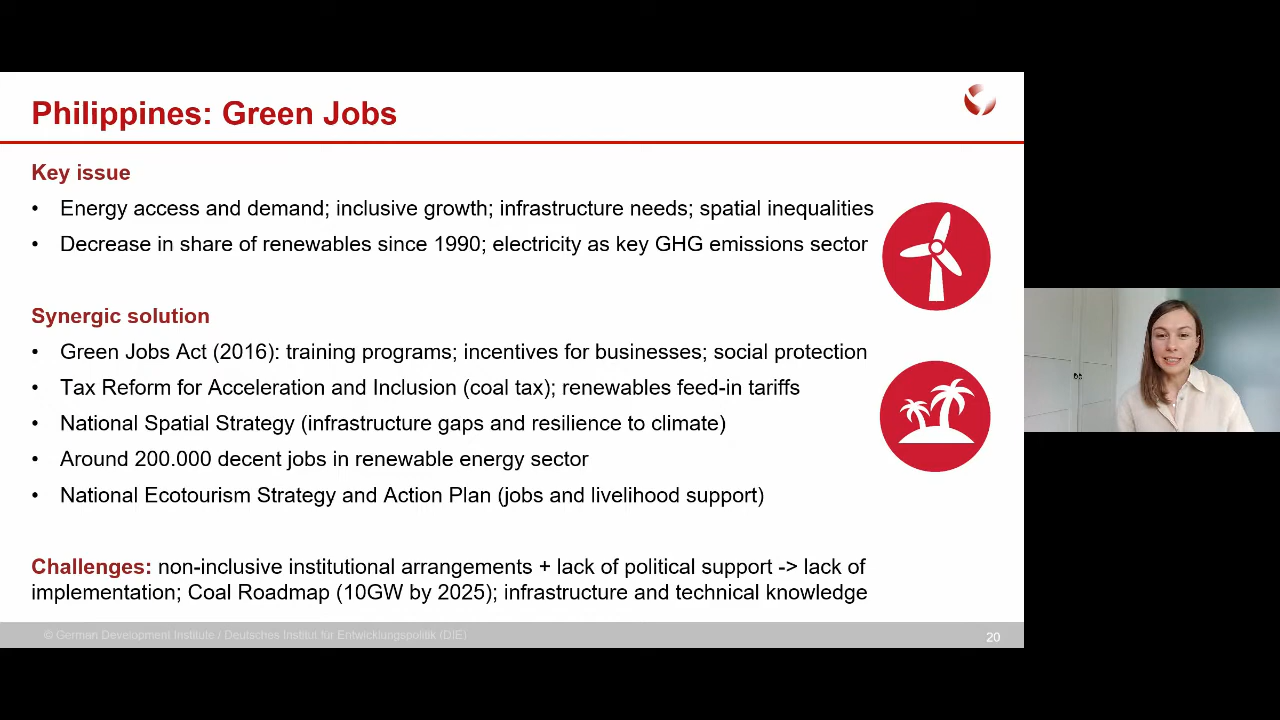 Philippines: Green Jobs
Key issue
• Energy access and demand; inclusive growth; infrastructure needs; spatial inequalities
• Decrease in share of renewables since 1990; electricity as key GHG emissions sector
Synergic solution
• Green Jobs Act (2016): training programs; incentives for businesses; social protection
• Tax Reform for Acceleration and Inclusion (coal tax); renewables feed-in tariffs
• National Spatial Strategy (infrastructure gaps and resilience to climate)
• Around 200.000 decent jobs in renewable energy sector
• National Ecotourism Strategy and Action Plan (jobs and livelihood support)
Challenges: non-inclusive institutional arrangements + lack of political support -> lack of
implementation; Coal Roadmap (10GW by 2025); infrastructure and technical knowledge
© German Development Institute / Deutsches Institut für Entwicklungspolitik (DIE)
20